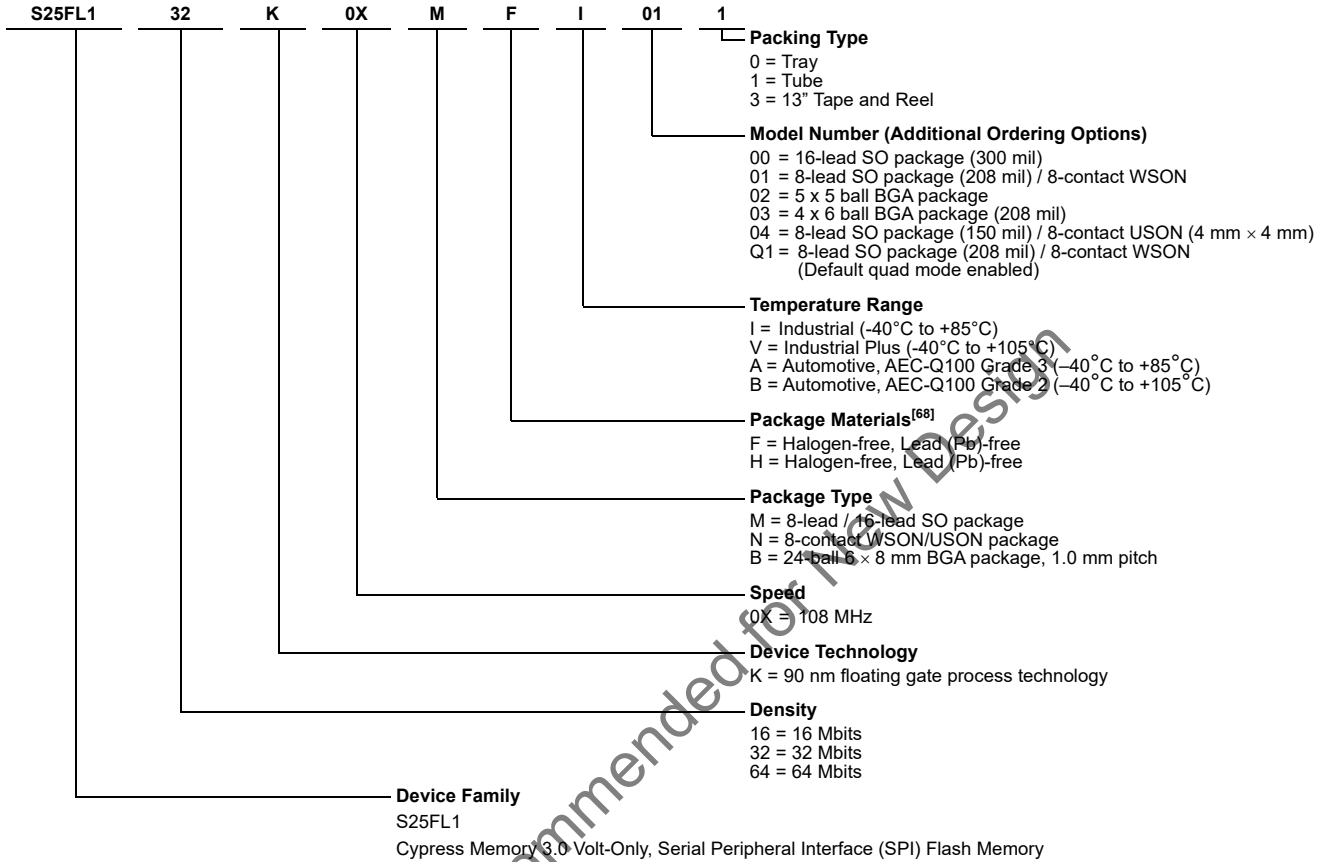 S25FL1 32 K 0X M F I 01 1
Packing Type
0 = Tray
1 = Tube
3 = 13” Tape and Reel
Model Number (Additional Ordering Options)
00 = 16-lead SO package (300 mil)
01 = 8-lead SO package (208 mil) / 8-contact WSON
02 = 5 x 5 ball BGA package
03 = 4 x 6 ball BGA package (208 mil)
04 = 8-lead SO package (150 mil) / 8-contact USON (4 mm × 4 mm)
Q1 = 8-lead SO package (208 mil) / 8-contact WSON
(Default quad mode enabled)
Temperature Range
I = Industrial (-40°C to +85°C)
V = Industrial Plus (-40°C to +105°C)
A = Automotive, AEC-Q100 Grade 3 (–40°C to +85°C)
B = Automotive, AEC-Q100 Grade 2 (–40°C to +105°C)
Package Materials[68]
F = Halogen-free, Lead (Pb)-free
H = Halogen-free, Lead (Pb)-free
Package Type
M = 8-lead / 16-lead SO package
N = 8-contact WSON/USON package
B = 24-ball 6 × 8 mm BGA package, 1.0 mm pitch
Speed
0X = 108 MHz
Device Technology
K = 90 nm floating gate process technology
Density
16 = 16 Mbits
32 = 32 Mbits
64 = 64 Mbits
Device Family
S25FL1
Cypress Memory 3.0 Volt-Only, Serial Peripheral Interface (SPI) Flash Memory
ommended for New Design